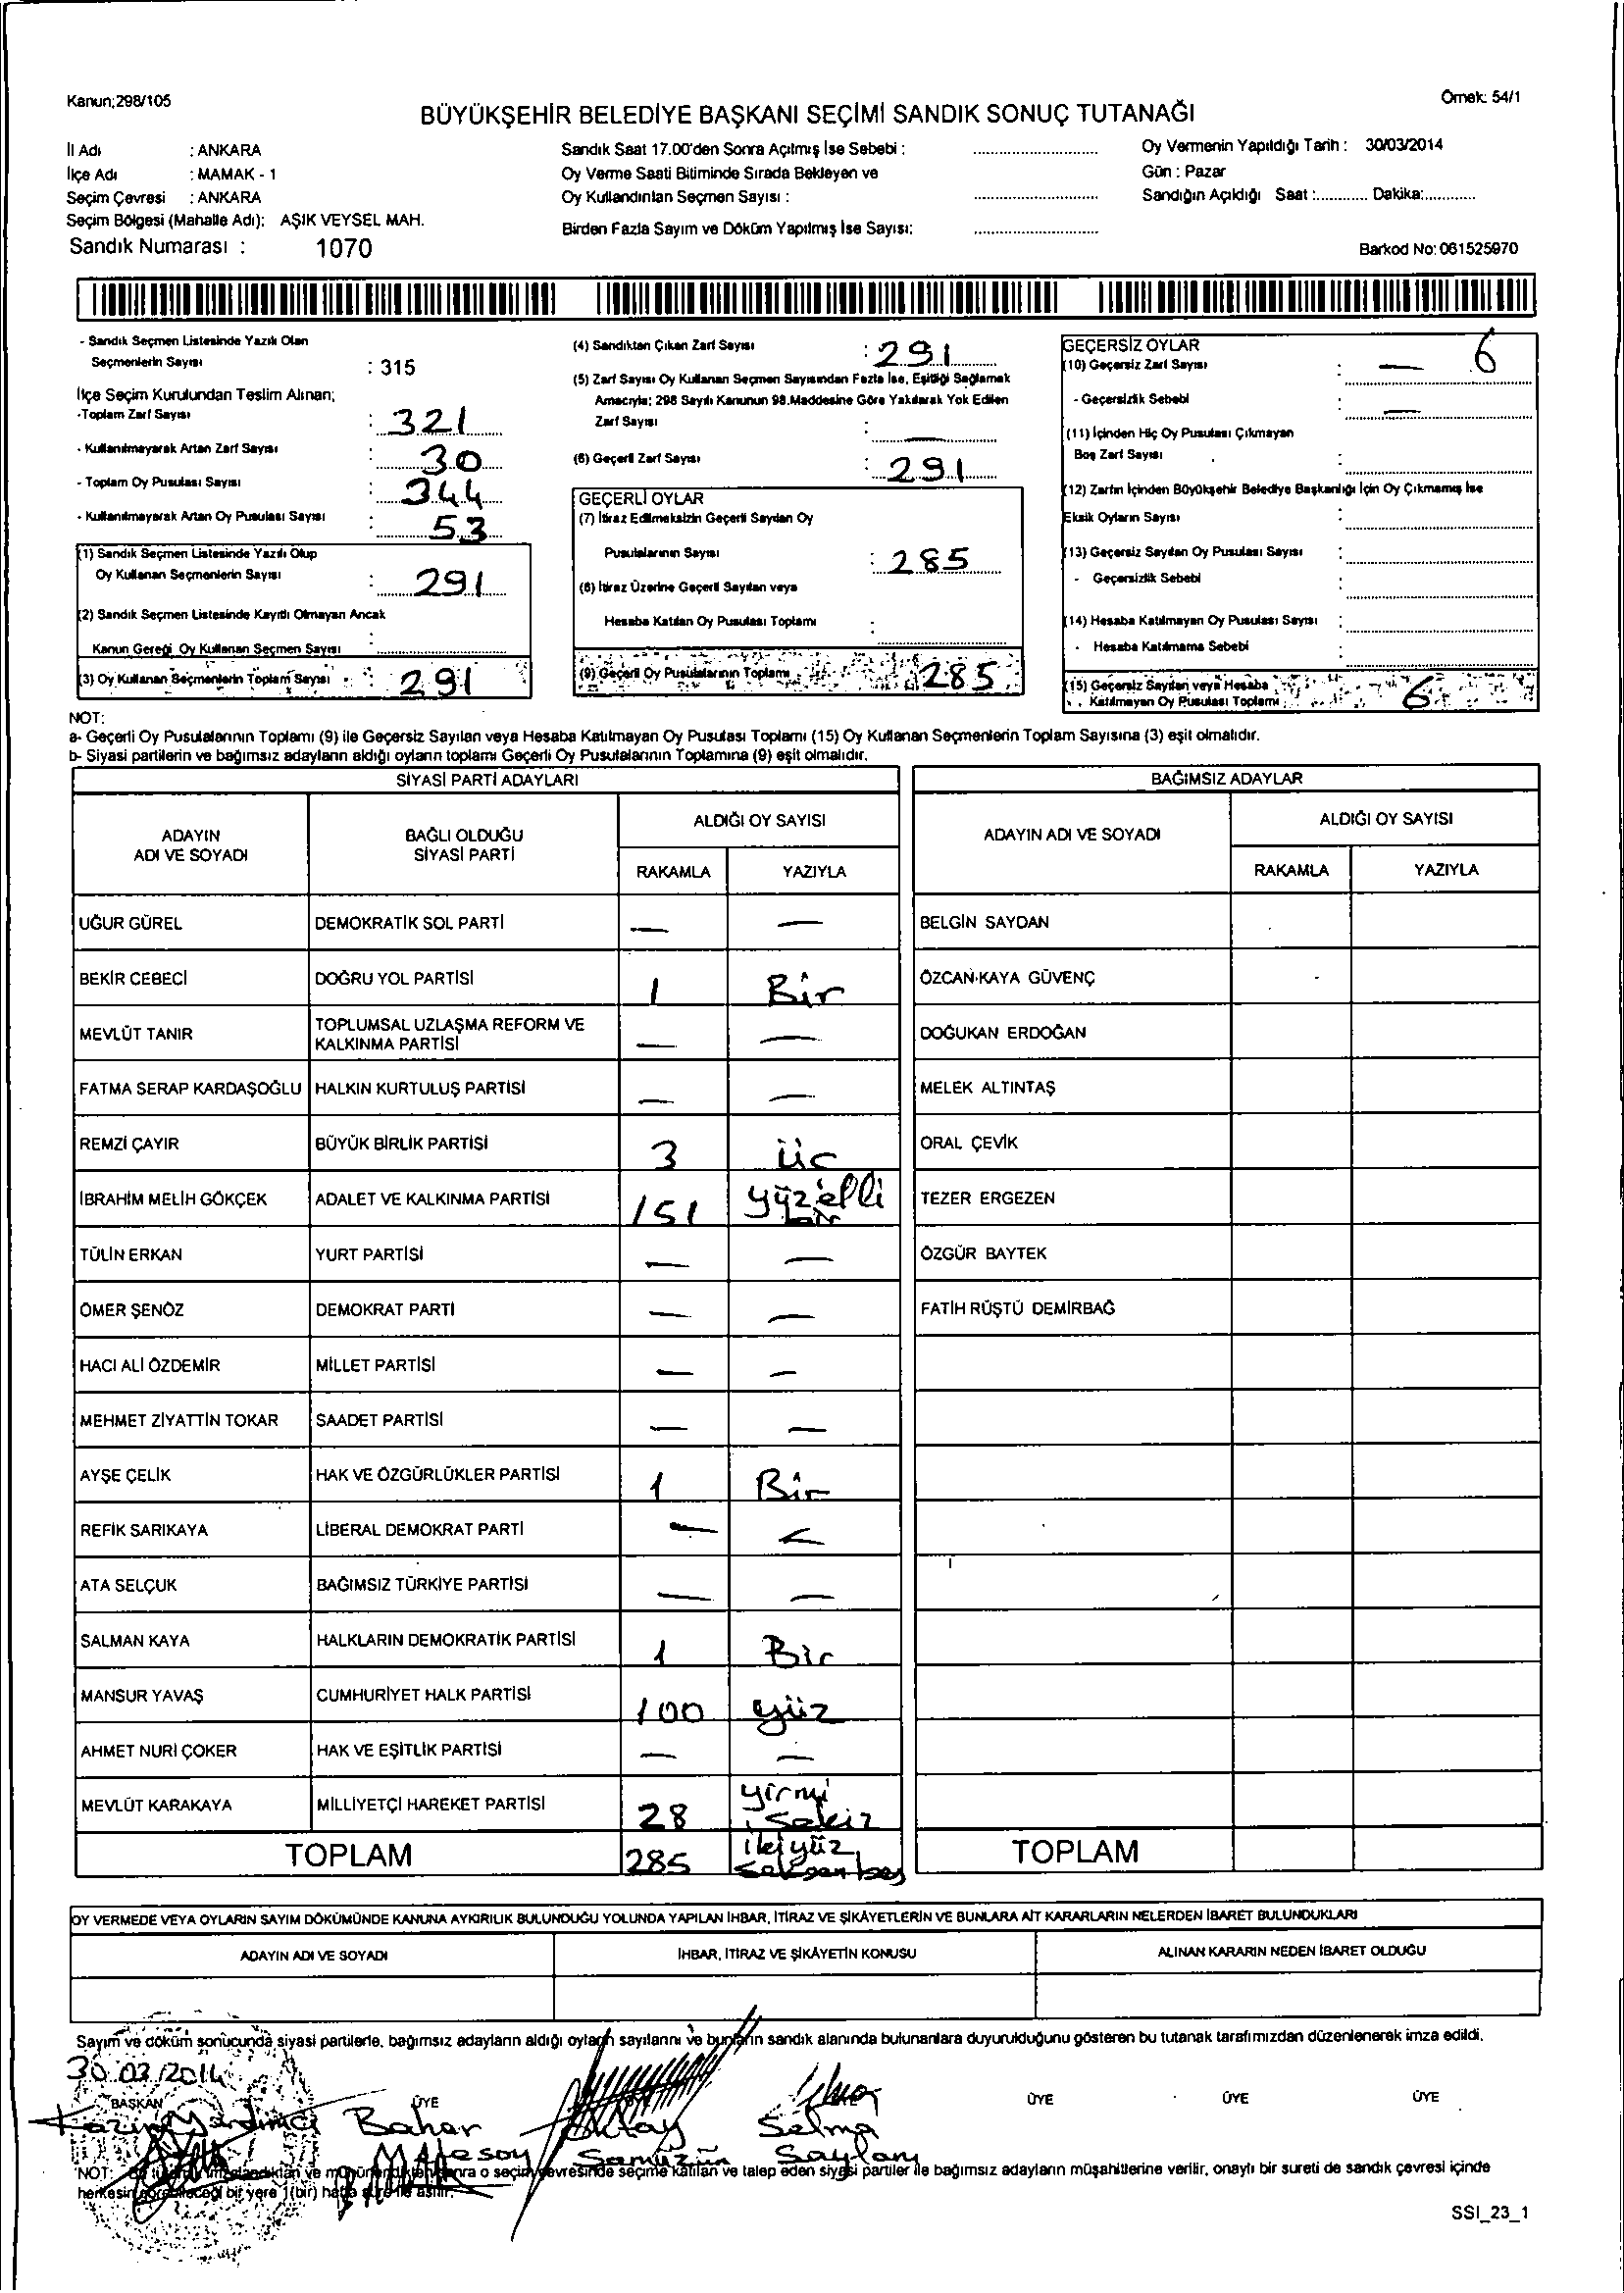 Kanun;298/105
Örnek: 54/1
BÜYÜKŞEHİR BELEDİYE BAŞKANI SEÇİMİ SANDIK SONUÇ TUTANAĞI
İl Adı : ANKARA
İlçe Adı : MAMAK - 1
Seçim Çevresi : ANKARA
Seçim Bölgesi (Mahalle Adı); AŞIK VEYSEL MAH.
Sandık Numarası : 1070
Sandık Saat 17.00'den Sonra Açılmış İse Sebebi :
Oy Verme Saati Bitiminde Sırada Bekleyen ve
Oy Kullandırılan Seçmen Sayısı :
Birden Fazla Sayım ve Döküm Yapılmış İse Sayısı:
Oy Vermenin Yapıldığı Tarih : 30/03/2014
Gün : Pazar
Sandığın Açıldığı Saat :............ Dakika:............
Barkod No: 061525970
- Sandık Seçmen Listesinde Yazılı Olan
Seçmenlerin Sayısı : 315
İlçe Seçim Kurulundan Teslim Alınan;
-Toplam Zarf Sayısı : 321
- Kullanılmayarak Artan Zarf Sayısı : 30
- Toplam Oy Pusulası Sayısı : 344
- Kullanılmayarak Artan Oy Pusulası Sayısı : 53
(1) Sandık Seçmen Listesinde Yazılı Olup
Oy Kullanan Seçmenlerin Sayısı : 291
(2) Sandık Seçmen Listesinde Kayıtlı Olmayan Ancak
Kanun Gereği Oy Kullanan Seçmen Sayısı :
(3) Oy Kullanan Seçmenlerin Toplam Sayısı : 291
(4) Sandıktan Çıkan Zarf Sayısı : 291
(5) Zarf Sayısı Oy Kullanan Seçmen Sayısından Fazla İse, Eşitliği Sağlamak
Amacıyla; 298 Sayılı Kanunun 98.Maddesine Göre Yakılarak Yok Edilen
Zarf Sayısı : —
(6) Geçerli Zarf Sayısı : 291
GEÇERLİ OYLAR
(7) İtiraz Edilmeksizin Geçerli Sayılan Oy
Pusulalarının Sayısı : 285
(8) İtiraz Üzerine Geçerli Sayılan veya
Hesaba Katılan Oy Pusulası Toplamı :
(9) Geçerli Oy Pusulalarının Toplamı : 285
GEÇERSİZ OYLAR
(10) Geçersiz Zarf Sayısı : — 6
- Geçersizlik Sebebi : —
(11) İçinden Hiç Oy Pusulası Çıkmayan
Boş Zarf Sayısı :
(12) Zarfın İçinden Büyükşehir Belediye Başkanlığı İçin Oy Çıkmamış İse
Eksik Oyların Sayısı :
(13) Geçersiz Sayılan Oy Pusulası Sayısı :
- Geçersizlik Sebebi :
(14) Hesaba Katılmayan Oy Pusulası Sayısı :
- Hesaba Katılmama Sebebi :
(15) Geçersiz Sayılan veya Hesaba
Katılmayan Oy Pusulası Toplamı : 6
NOT:
a- Geçerli Oy Pusulalarının Toplamı (9) ile Geçersiz Sayılan veya Hesaba Katılmayan Oy Pusulası Toplamı (15) Oy Kullanan Seçmenlerin Toplam Sayısına (3) eşit olmalıdır.
b- Siyasi partilerin ve bağımsız adayların aldığı oyların toplamı Geçerli Oy Pusulalarının Toplamına (9) eşit olmalıdır.
SİYASİ PARTİ ADAYLARI
ADAYIN ADI VE SOYADI
BAĞLI OLDUĞU SİYASİ PARTİ
ALDIĞI OY SAYISI
RAKAMLA YAZIYLA
UĞUR GÜREL DEMOKRATİK SOL PARTİ — —
BEKİR CEBECİ DOĞRU YOL PARTİSİ 1 Bir
MEVLÜT TANIR TOPLUMSAL UZLAŞMA REFORM VE KALKINMA PARTİSİ — —
FATMA SERAP KARDAŞOĞLU HALKIN KURTULUŞ PARTİSİ — —
REMZİ ÇAYIR BÜYÜK BİRLİK PARTİSİ 3 üç
İBRAHİM MELİH GÖKÇEK ADALET VE KALKINMA PARTİSİ 151 yüzelli bir
TÜLİN ERKAN YURT PARTİSİ — —
ÖMER ŞENÖZ DEMOKRAT PARTİ — —
HACI ALİ ÖZDEMİR MİLLET PARTİSİ — —
MEHMET ZİYATTİN TOKAR SAADET PARTİSİ — —
AYŞE ÇELİK HAK VE ÖZGÜRLÜKLER PARTİSİ 1 Bir
REFİK SARIKAYA LİBERAL DEMOKRAT PARTİ — —
ATA SELÇUK BAĞIMSIZ TÜRKİYE PARTİSİ — —
SALMAN KAYA HALKLARIN DEMOKRATİK PARTİSİ 1 Bir
MANSUR YAVAŞ CUMHURİYET HALK PARTİSİ 100 yüz
AHMET NURİ ÇOKER HAK VE EŞİTLİK PARTİSİ — —
MEVLÜT KARAKAYA MİLLİYETÇİ HAREKET PARTİSİ 28 yirmi sekiz
TOPLAM 285 ikiyüz seksenbeş
BAĞIMSIZ ADAYLAR
ADAYIN ADI VE SOYADI
ALDIĞI OY SAYISI
RAKAMLA YAZIYLA
BELGİN SAYDAN
ÖZCAN KAYA GÜVENÇ
DOĞUKAN ERDOĞAN
MELEK ALTINTAŞ
ORAL ÇEVİK
TEZER ERGEZEN
ÖZGÜR BAYTEK
FATİH RÜŞTÜ DEMİRBAĞ
TOPLAM
OY VERMEDE VEYA OYLARIN SAYIM DÖKÜMÜNDE KANUNA AYKIRILIK BULUNDUĞU YOLUNDA YAPILAN İHBAR, İTİRAZ VE ŞİKÂYETLERİN VE BUNLARA AİT KARARLARIN NELERDEN İBARET BULUNDUKLARI
ADAYIN ADI VE SOYADI İHBAR, İTİRAZ VE ŞİKÂYETİN KONUSU ALINAN KARARIN NEDEN İBARET OLDUĞU
Sayım ve döküm sonucunda siyasi partilerle, bağımsız adayların aldığı oyların sayılarını ve bunların sandık alanında bulunanlara duyurulduğunu gösteren bu tutanak tarafımızdan düzenlenerek imza edildi.
30.03.2014
BAŞKAN ÜYE ÜYE ÜYE ÜYE
Bahar Oktay Selma
Samüzün Saylan
NOT: Bu tutanak imzalandıktan ve mühürlendikten sonra o seçim çevresinde seçime katılan ve talep eden siyasi partiler ile bağımsız adayların müşahitlerine verilir, onaylı bir sureti de sandık çevresi içinde
herkesin görebileceği bir yere 1(bir) hafta süre ile asılır.
SSI_23_1